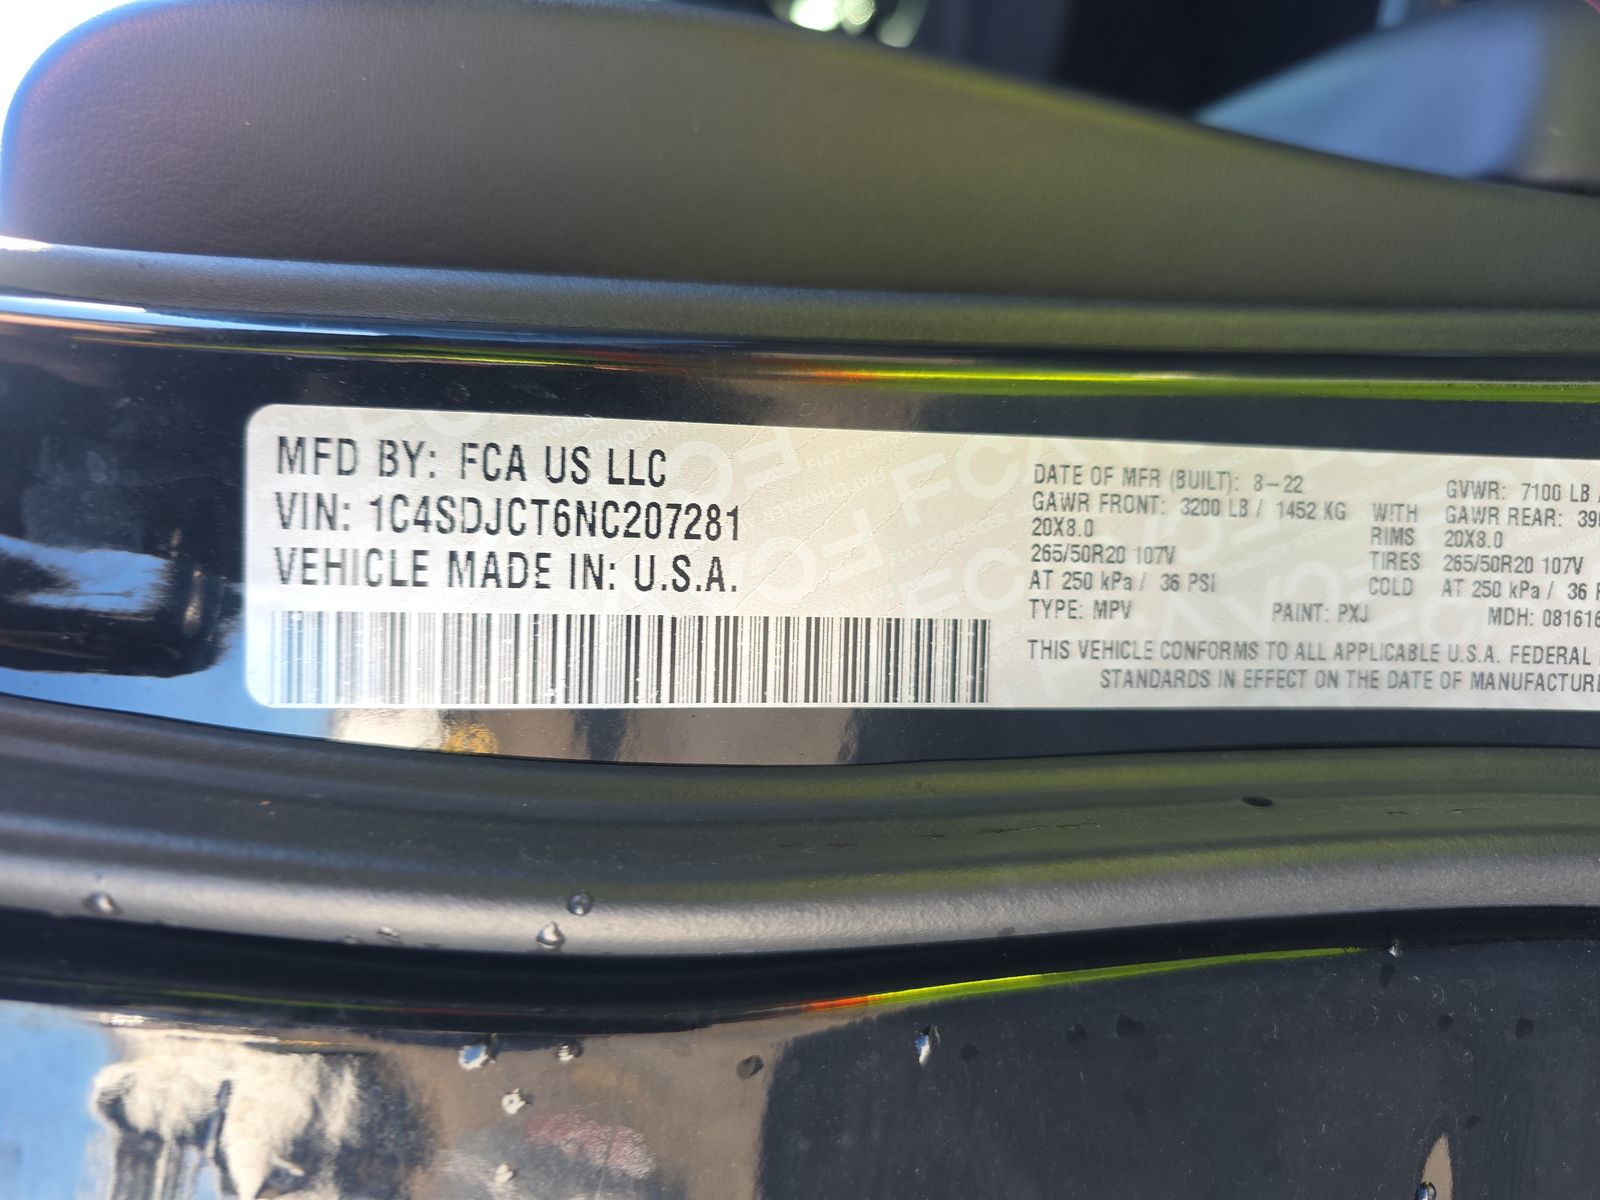 MFD BY: FCA US LLC
VIN: 1C4SDJCT6NC207281
VEHICLE MADE IN: U.S.A.
DATE OF MFR (BUILT): 8-22 GVWR: 7100 LB
GAWR FRONT: 3200 LB / 1452 KG WITH GAWR REAR:
20X8.0 RIMS 20X8.0
265/50R20 107V TIRES 265/50R20 107V
AT 250 kPa / 36 PSI COLD AT 250 kPa / 36
TYPE: MPV PAINT: PXJ MDH: 081616
THIS VEHICLE CONFORMS TO ALL APPLICABLE U.S.A. FEDERAL
STANDARDS IN EFFECT ON THE DATE OF MANUFACTURE